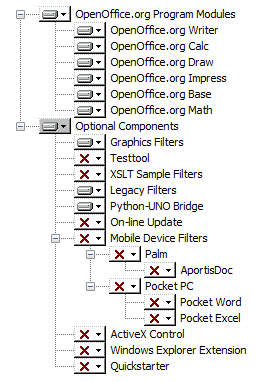 OpenOffice.org Program Modules
OpenOffice.org Writer
OpenOffice.org Calc
OpenOffice.org Draw
OpenOffice.org Impress
OpenOffice.org Base
OpenOffice.org Math
Optional Components
Graphics Filters
Testtool
XSLT Sample Filters
Legacy Filters
Python-UNO Bridge
On-line Update
Mobile Device Filters
Palm
AportisDoc
Pocket PC
Pocket Word
Pocket Excel
ActiveX Control
Windows Explorer Extension
Quickstarter